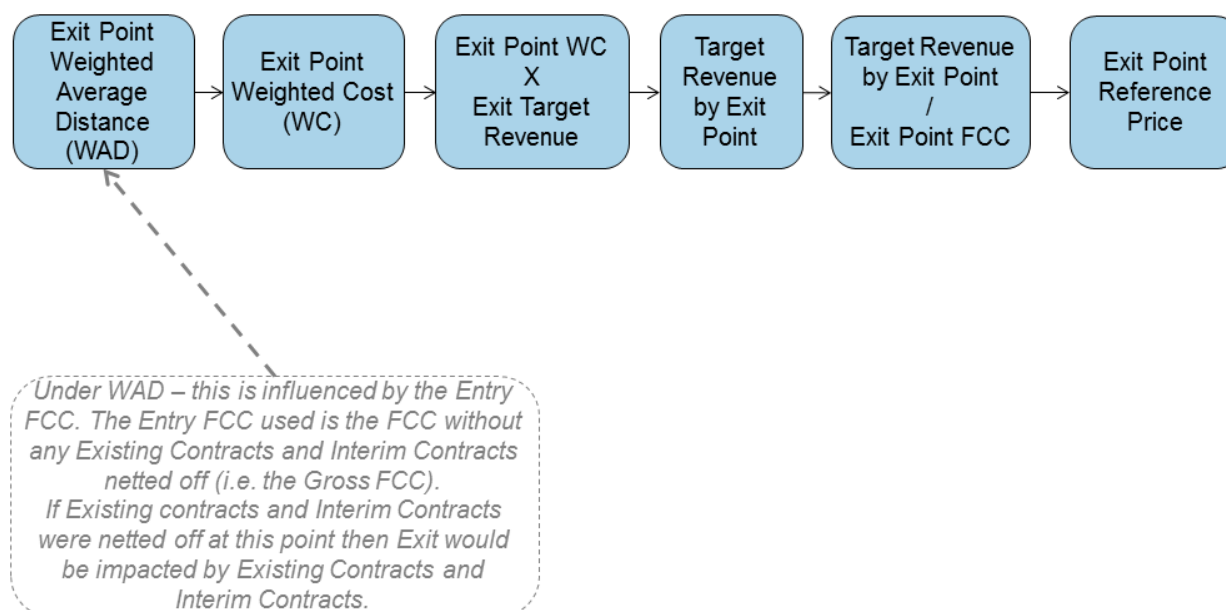 Exit Point
Weighted
Average
Distance
(WAD)
Exit Point
Weighted Cost
(WC)
Exit Point WC
X
Exit Target
Revenue
Target
Revenue
by Exit
Point
Target Revenue
by Exit Point
/
Exit Point FCC
Exit Point
Reference
Price
Under WAD – this is influenced by the Entry
FCC. The Entry FCC used is the FCC without
any Existing Contracts and Interim Contracts
netted off (i.e. the Gross FCC).
If Existing contracts and Interim Contracts
were netted off at this point then Exit would
be impacted by Existing Contracts and
Interim Contracts.